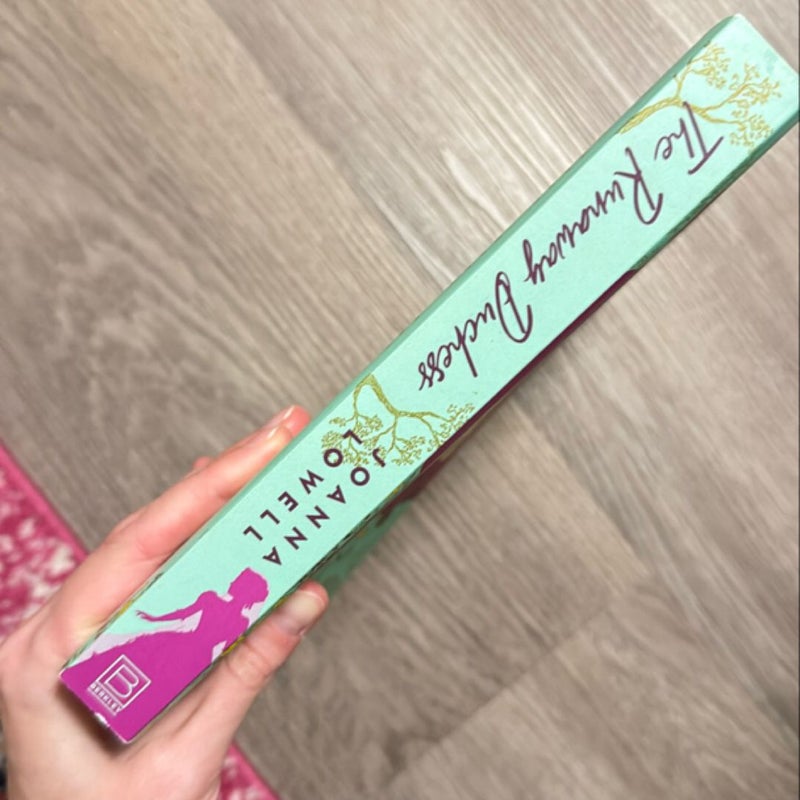 The Runaway Duchess
JOANNA
LOWELL
B
BERKLEY